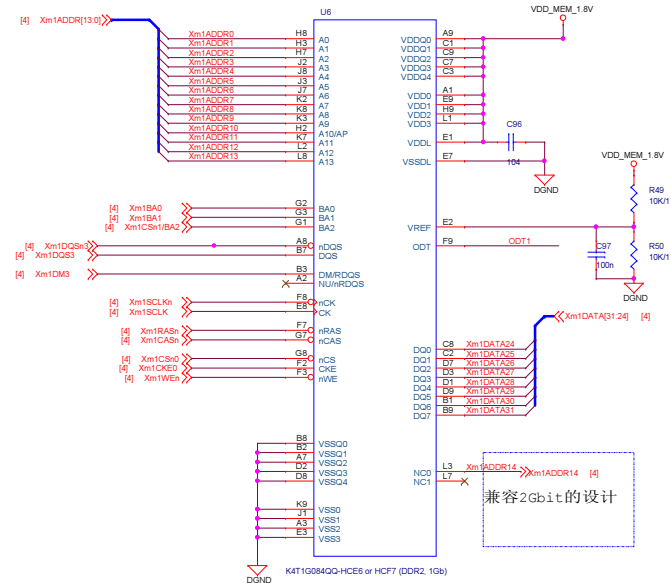 U6
[4] Xm1ADDR[13:0]
VDD_MEM_1.8V
Xm1ADDR0 H8 A0
Xm1ADDR1 H3 A1
Xm1ADDR2 H7 A2
Xm1ADDR3 J2 A3
Xm1ADDR4 J8 A4
Xm1ADDR5 J3 A5
Xm1ADDR6 J7 A6
Xm1ADDR7 K2 A7
Xm1ADDR8 K8 A8
Xm1ADDR9 K3 A9
Xm1ADDR10 H2 A10/AP
Xm1ADDR11 K7 A11
Xm1ADDR12 L2 A12
Xm1ADDR13 L8 A13
VDDQ0 A9
VDDQ1 C1
VDDQ2 C9
VDDQ3 C7
VDDQ4 C3
VDD0 A1
VDD1 E9
VDD2 H9
VDD3 L1
VDDL E1
VSSDL E7
C96
104
DGND
[4] Xm1BA0 G2 BA0
[4] Xm1BA1 G3 BA1
[4] Xm1CSn1/BA2 G1 BA2
[4] Xm1DQSn3 A8 nDQS
[4] Xm1DQS3 B7 DQS
[4] Xm1DM3 B3 DM/RDQS
A2 NU/nRDQS
[4] Xm1SCLKn F8 nCK
[4] Xm1SCLK E8 CK
[4] Xm1RASn F7 nRAS
[4] Xm1CASn G7 nCAS
[4] Xm1CSn0 G8 nCS
[4] Xm1CKE0 F2 CKE
[4] Xm1WEn F3 nWE
VDD_MEM_1.8V
R49
10K/1
VREF E2
ODT F9 ODT1
C97
100n
R50
10K/1
DGND
Xm1DATA[31:24] [4]
DQ0 C8 Xm1DATA24
DQ1 C2 Xm1DATA25
DQ2 D7 Xm1DATA26
DQ3 D3 Xm1DATA27
DQ4 D1 Xm1DATA28
DQ5 D9 Xm1DATA29
DQ6 B1 Xm1DATA30
DQ7 B9 Xm1DATA31
B8 VSSQ0
B2 VSSQ1
A7 VSSQ2
D2 VSSQ3
D8 VSSQ4
K9 VSS0
J1 VSS1
A3 VSS2
E3 VSS3
DGND
NC0 L3 Xm1ADDR14 Xm1ADDR14 [4]
NC1 L7
兼容2Gbit的设计
K4T1G084QQ-HCE6 or HCF7 (DDR2, 1Gb)